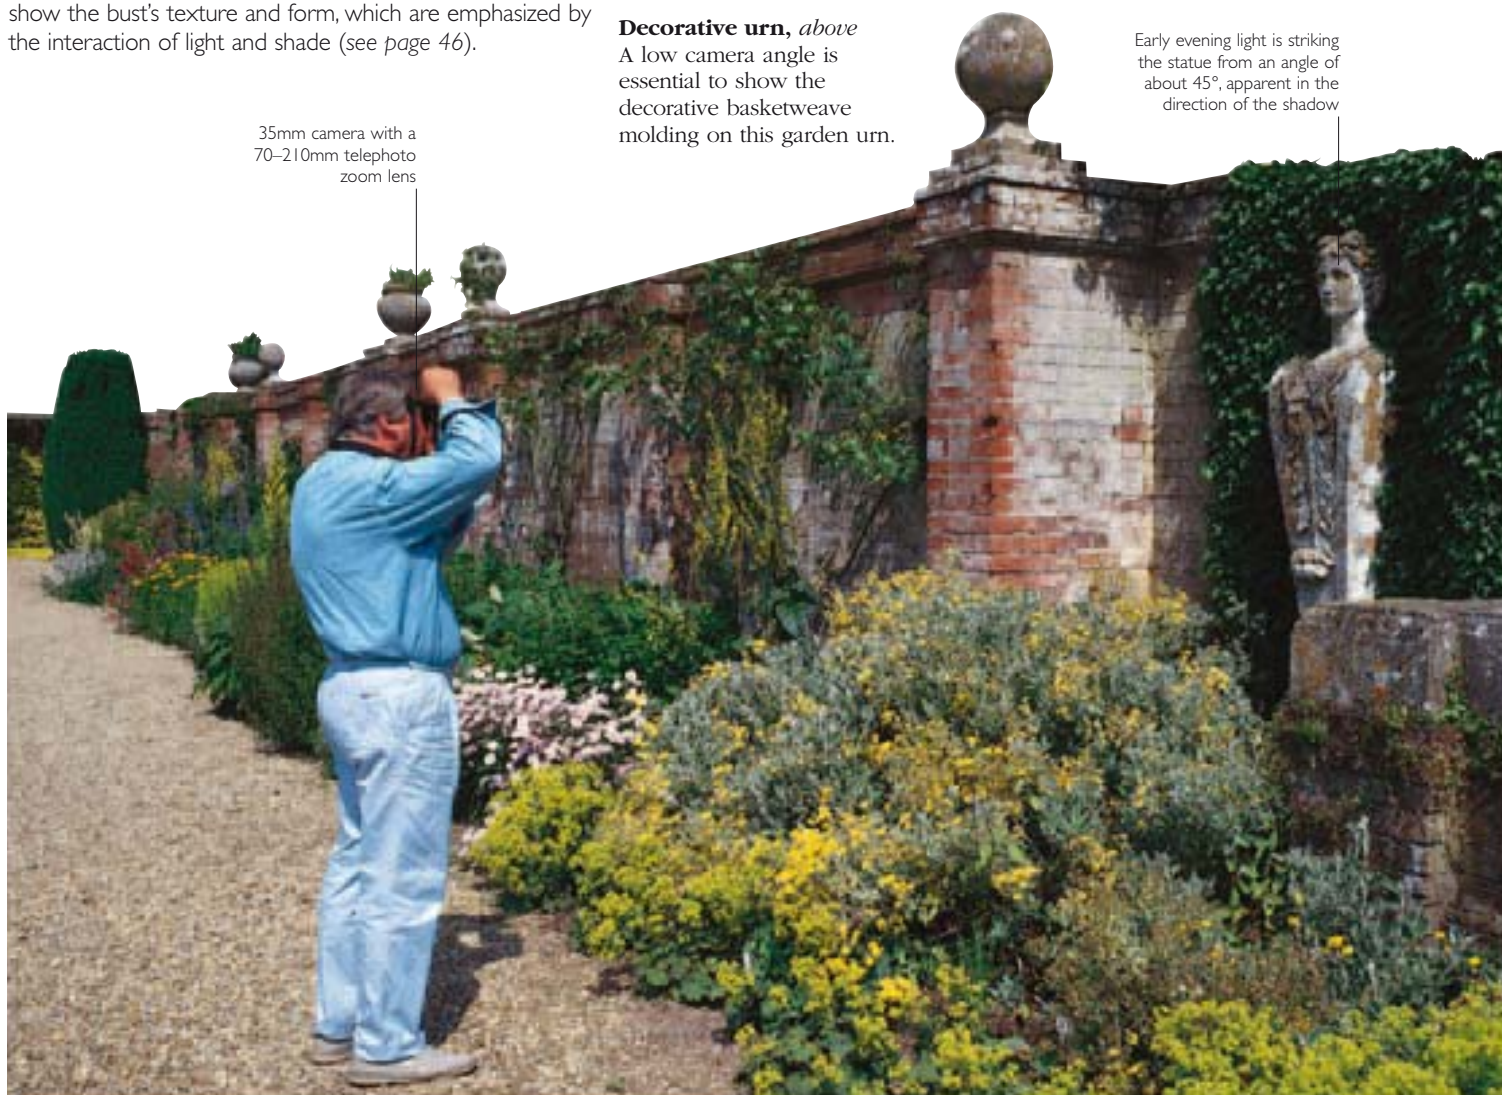 show the bust’s texture and form, which are emphasized by
the interaction of light and shade (see page 46).
Decorative urn, above
A low camera angle is
essential to show the
decorative basketweave
molding on this garden urn.
35mm camera with a
70–210mm telephoto
zoom lens
Early evening light is striking
the statue from an angle of
about 45°, apparent in the
direction of the shadow